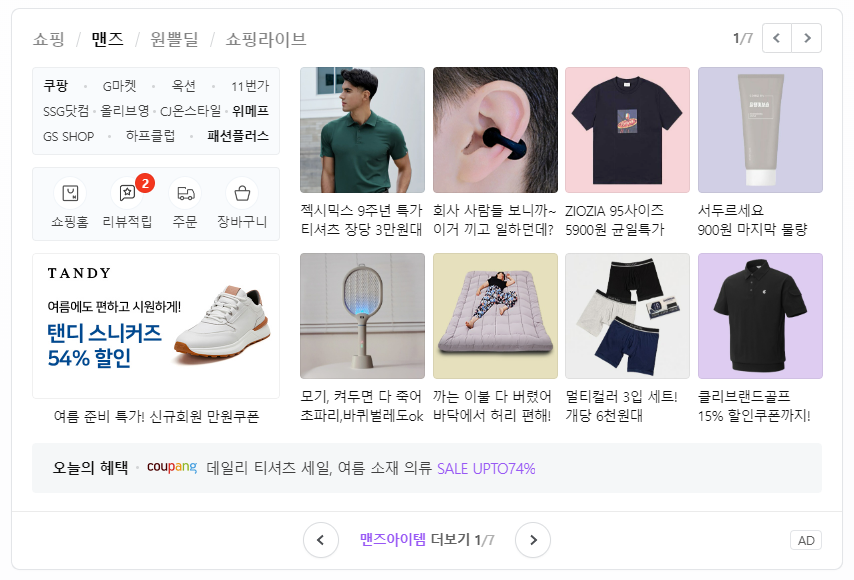 쇼핑 / 맨즈 / 원쁠딜 / 쇼핑라이브
1/7
쿠팡 • G마켓 • 옥션 • 11번가
SSG닷컴 • 올리브영 • CJ온스타일 • 위메프
GS SHOP • 하프클럽 • 패션플러스
2
쇼핑홈 리뷰적립 주문 장바구니
TANDY
여름에도 편하고 시원하게!
탠디 스니커즈
54% 할인
여름 준비 특가! 신규회원 만원쿠폰
젝시믹스 9주년 특가
티셔츠 장당 3만원대
회사 사람들 보니까~
이거 끼고 일하던데?
ZIOZIA 95사이즈
5900원 균일특가
서두르세요
900원 마지막 물량
모기, 켜두면 다 죽어
초파리,바퀴벌레도ok
까는 이불 다 버렸어
바닥에서 허리 편해!
멀티컬러 3입 세트!
개당 6천원대
클리브랜드골프
15% 할인쿠폰까지!
오늘의 혜택 • coupang 데일리 티셔츠 세일, 여름 소재 의류 SALE UPTO74%
맨즈아이템 더보기 1/7
AD